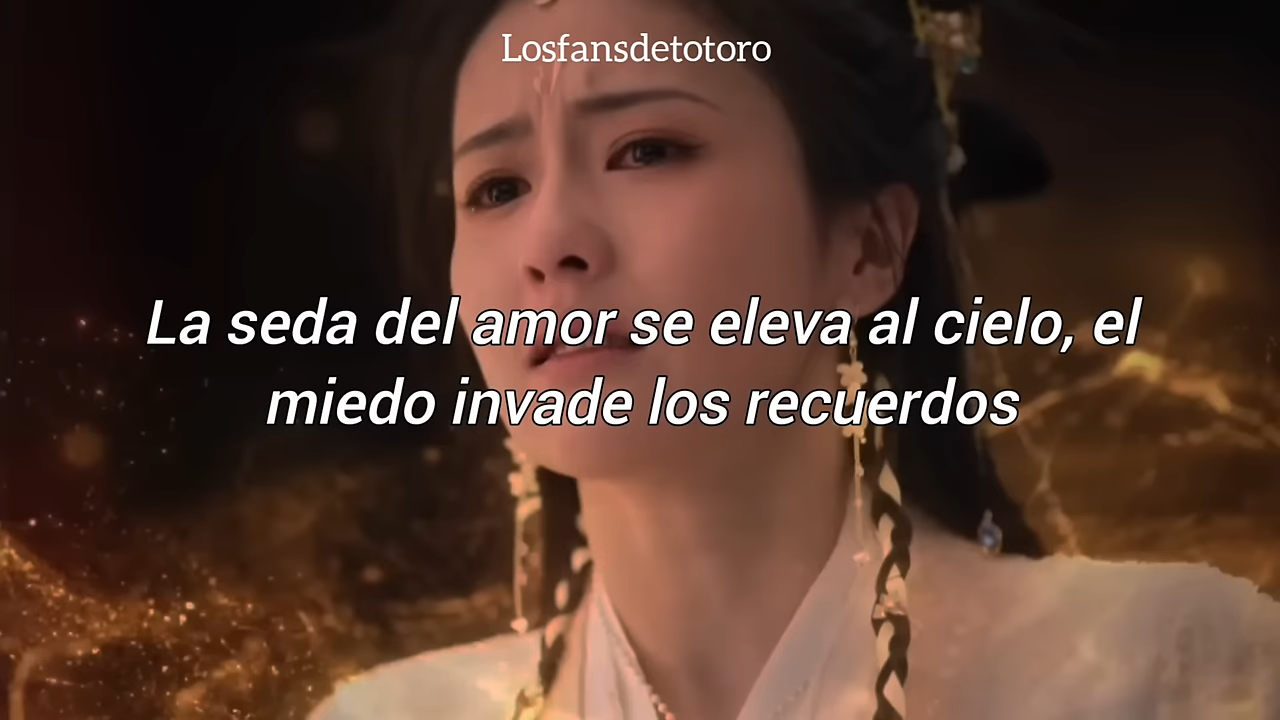 Losfansdetotoro
La seda del amor se eleva al cielo, el
miedo invade los recuerdos